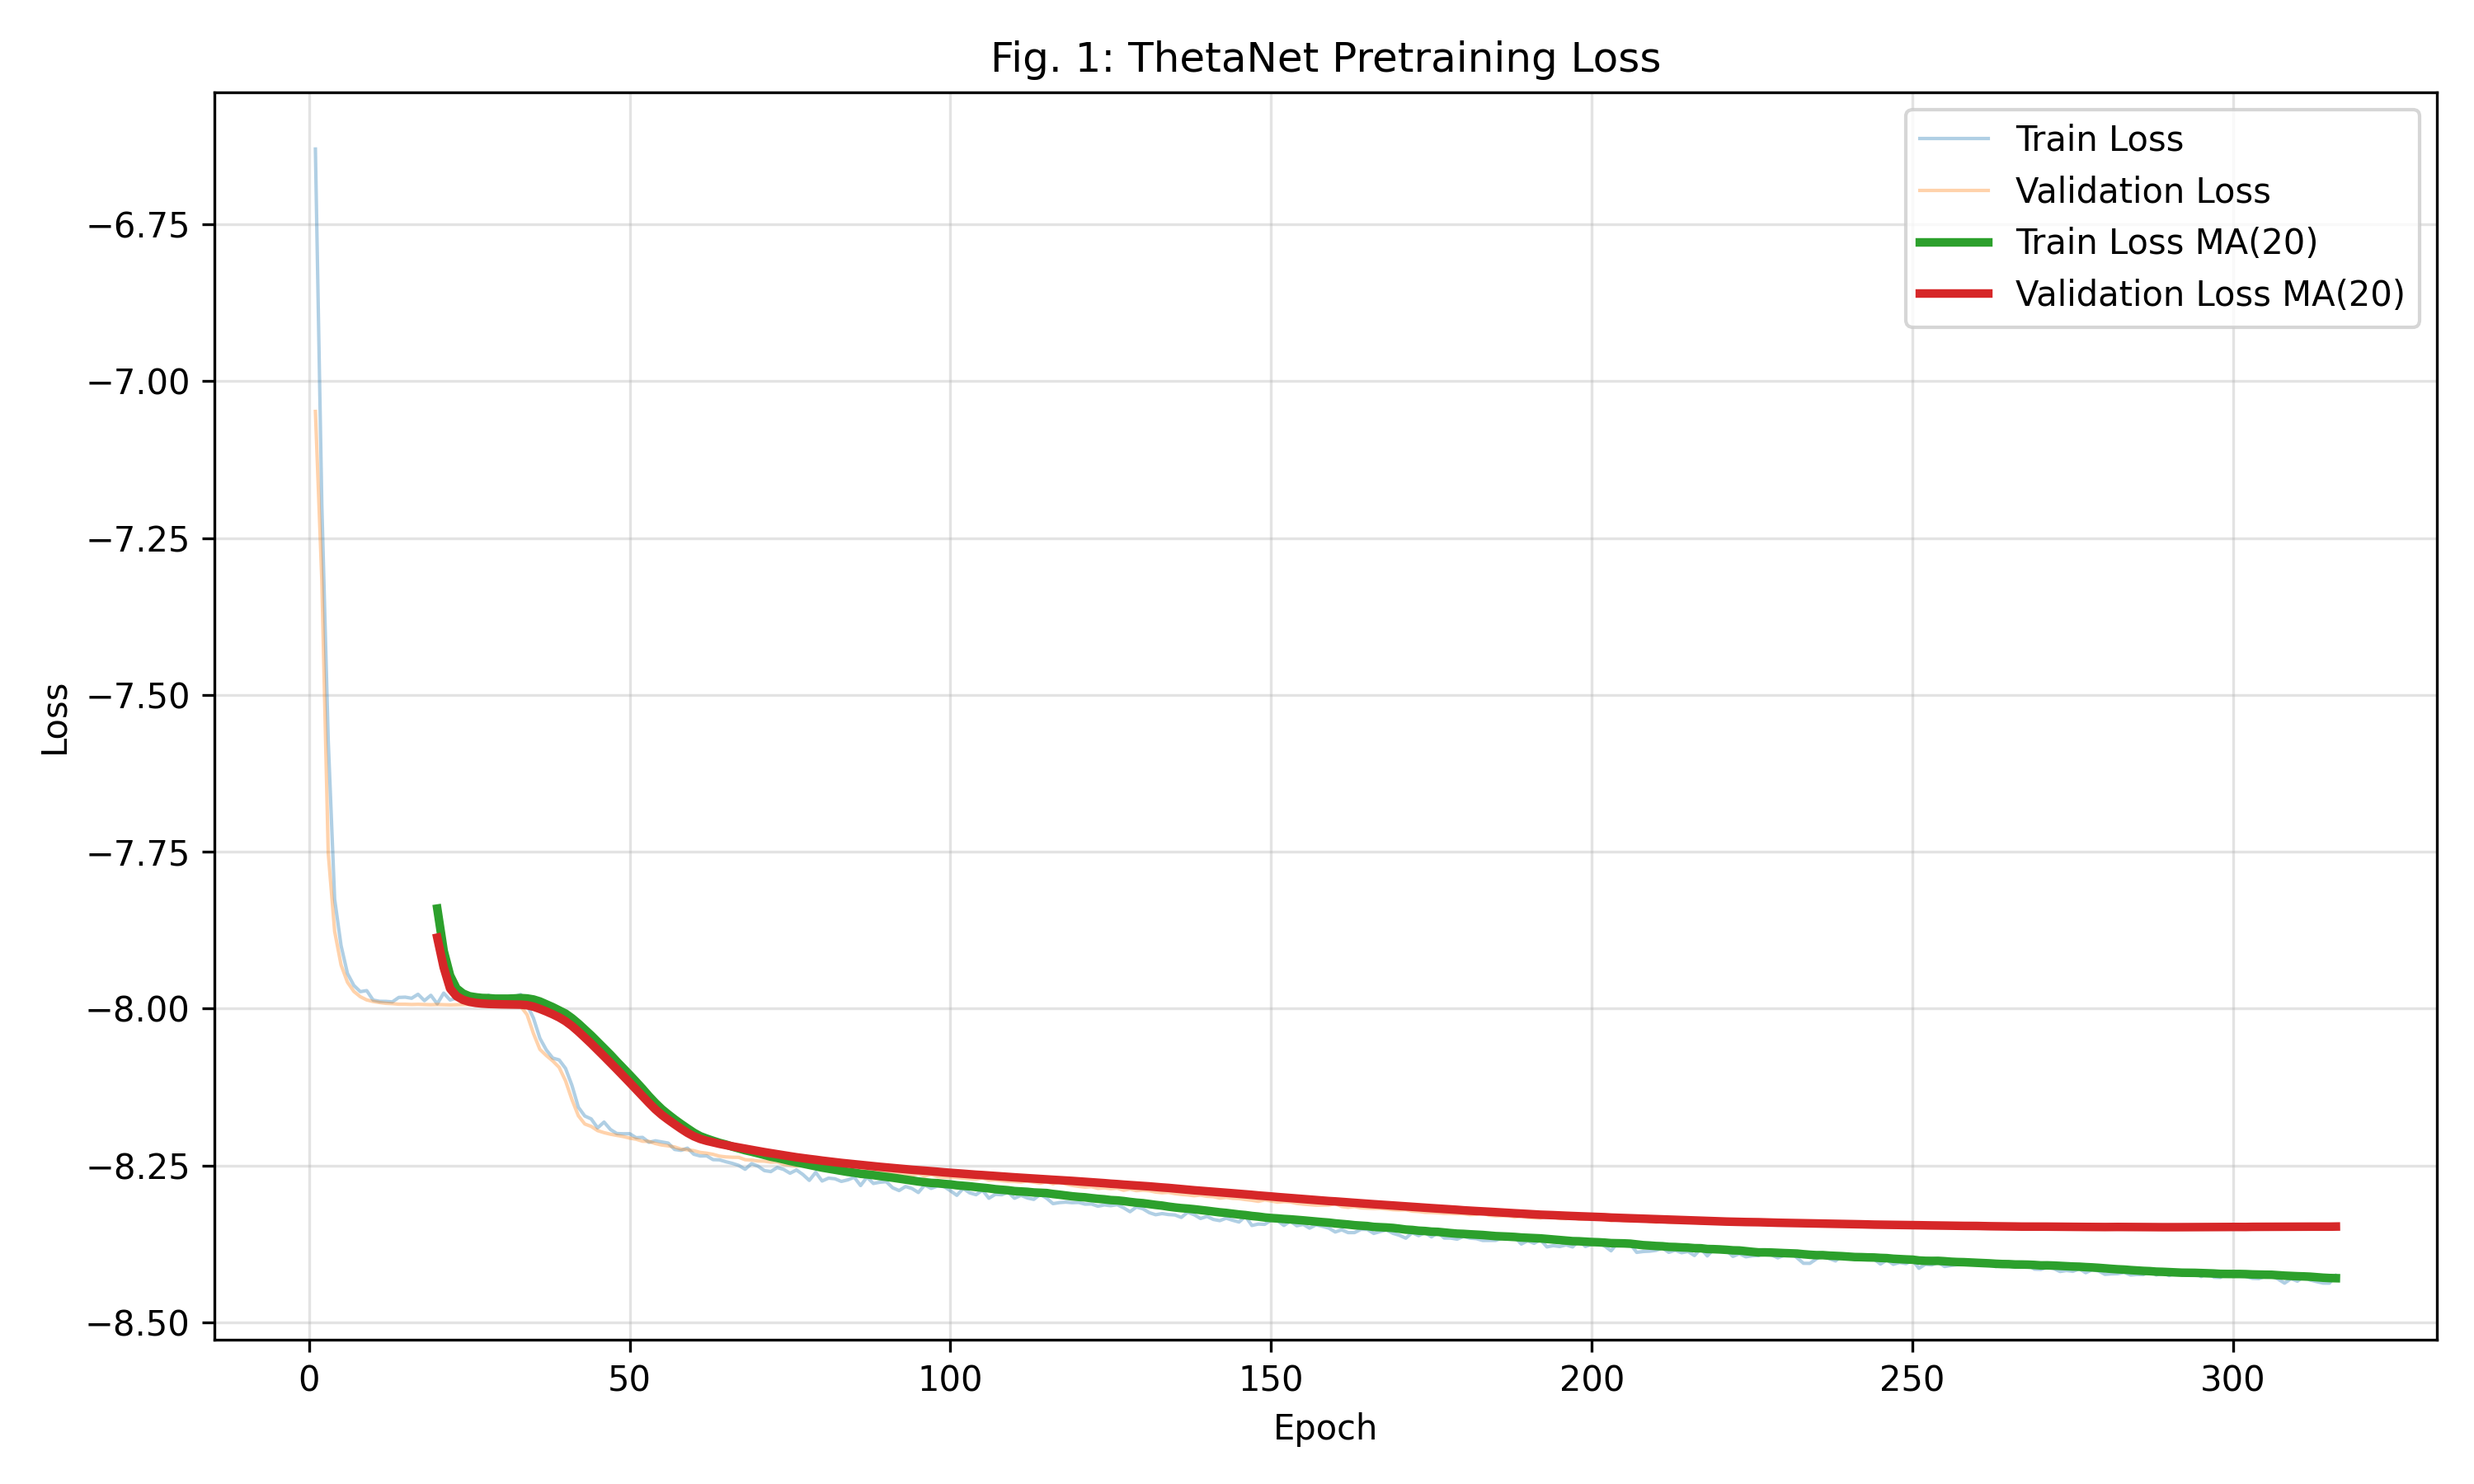 Fig. 1: ThetaNet Pretraining Loss
Train Loss
Validation Loss
Train Loss MA(20)
Validation Loss MA(20)
−6.75
−7.00
−7.25
−7.50
−7.75
−8.00
−8.25
−8.50
Loss
0 50 100 150 200 250 300
Epoch